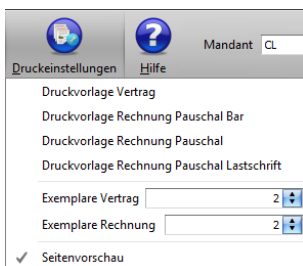 Mandant CL
Druckeinstellungen Hilfe
Druckvorlage Vertrag
Druckvorlage Rechnung Pauschal Bar
Druckvorlage Rechnung Pauschal
Druckvorlage Rechnung Pauschal Lastschrift
Exemplare Vertrag 2
Exemplare Rechnung 2
Seitenvorschau